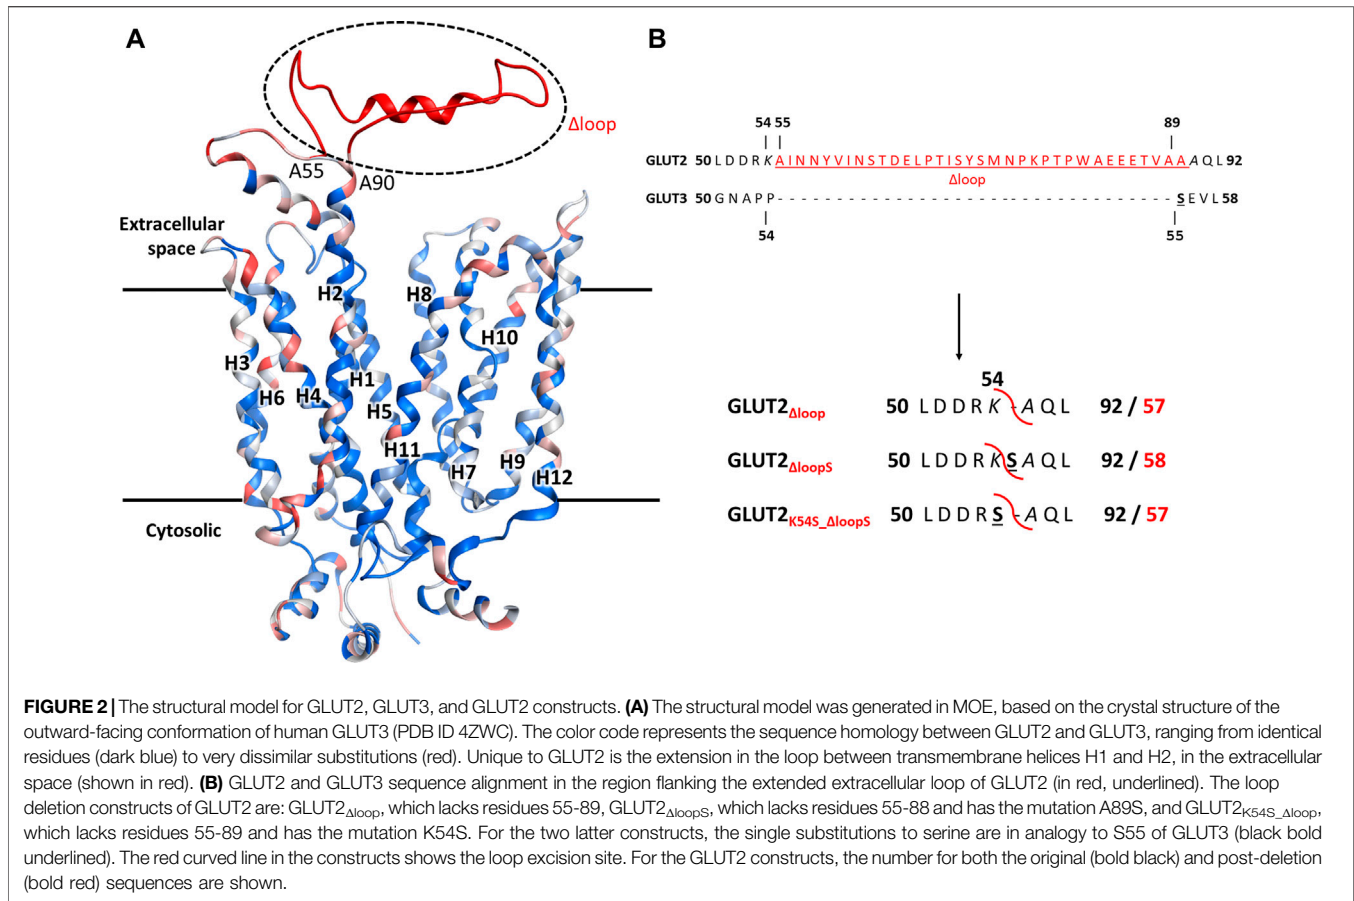 A
Δloop
A55
A90
Extracellular
space
H2
H8
H10
H3
H1
H6
H4
H5
H11
H7
H9
H12
Cytosolic
B
54 55 89
GLUT2 50 L D D R K A I N N Y V I N S T D E L P T I S Y S M N P K P T P W A E E E T V A A A Q L 92
Δloop
GLUT3 50 G N A P P - - - - - - - - - - - - - - - - - - - - - - - - - - - - - - - - - - - S E V L 58
54 55
54
GLUT2Δloop 50 L D D R K - A Q L 92 / 57
GLUT2ΔloopS 50 L D D R K S A Q L 92 / 58
GLUT2K54S_ΔloopS 50 L D D R S - A Q L 92 / 57
FIGURE 2 | The structural model for GLUT2, GLUT3, and GLUT2 constructs. (A) The structural model was generated in MOE, based on the crystal structure of the
outward-facing conformation of human GLUT3 (PDB ID 4ZWC). The color code represents the sequence homology between GLUT2 and GLUT3, ranging from identical
residues (dark blue) to very dissimilar substitutions (red). Unique to GLUT2 is the extension in the loop between transmembrane helices H1 and H2, in the extracellular
space (shown in red). (B) GLUT2 and GLUT3 sequence alignment in the region flanking the extended extracellular loop of GLUT2 (in red, underlined). The loop
deletion constructs of GLUT2 are: GLUT2Δloop, which lacks residues 55-89, GLUT2ΔloopS, which lacks residues 55-88 and has the mutation A89S, and GLUT2K54S_Δloop,
which lacks residues 55-89 and has the mutation K54S. For the two latter constructs, the single substitutions to serine are in analogy to S55 of GLUT3 (black bold
underlined). The red curved line in the constructs shows the loop excision site. For the GLUT2 constructs, the number for both the original (bold black) and post-deletion
(bold red) sequences are shown.